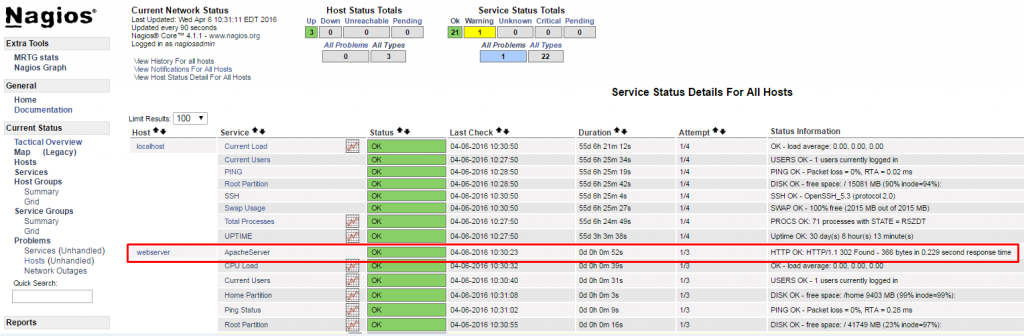 Nagios®
Extra Tools
MRTG stats
Nagios Graph
General
Home
Documentation
Current Status
Tactical Overview
Map (Legacy)
Hosts
Services
Host Groups
Summary
Grid
Service Groups
Summary
Grid
Problems
Services (Unhandled)
Hosts (Unhandled)
Network Outages
Quick Search:
Reports
Current Network Status
Last Updated: Wed Apr 6 10:31:11 EDT 2016
Updated every 90 seconds
Nagios® Core™ 4.1.1 - www.nagios.org
Logged in as nagiosadmin
View History For all hosts
View Notifications For All Hosts
View Host Status Detail For All Hosts
Host Status Totals
Up Down Unreachable Pending
3 0 0 0
All Problems All Types
0 3
Service Status Totals
Ok Warning Unknown Critical Pending
21 1 0 0 0
All Problems All Types
1 22
Service Status Details For All Hosts
Limit Results: 100
Host Service Status Last Check Duration Attempt Status Information
localhost Current Load OK 04-06-2016 10:30:50 55d 6h 21m 12s 1/4 OK - load average: 0.00, 0.00, 0.00
Current Users OK 04-06-2016 10:27:50 55d 6h 25m 34s 1/4 USERS OK - 1 users currently logged in
PING OK 04-06-2016 10:28:50 55d 6h 25m 19s 1/4 PING OK - Packet loss = 0%, RTA = 0.02 ms
Root Partition OK 04-06-2016 10:28:50 55d 6h 25m 42s 1/4 DISK OK - free space: / 15081 MB (90% inode=94%):
SSH OK 04-06-2016 10:30:50 55d 6h 25m 4s 1/4 SSH OK - OpenSSH_5.3 (protocol 2.0)
Swap Usage OK 04-06-2016 10:30:50 55d 6h 25m 27s 1/4 SWAP OK - 100% free (2015 MB out of 2015 MB)
Total Processes OK 04-06-2016 10:27:50 55d 6h 24m 49s 1/4 PROCS OK: 71 processes with STATE = RSZDT
UPTIME OK 04-06-2016 10:27:50 55d 3h 3m 38s 1/4 Uptime OK: 30 day(s) 8 hour(s) 13 minute(s)
webserver ApacheServer OK 04-06-2016 10:30:23 0d 0h 0m 52s 1/3 HTTP OK: HTTP/1.1 302 Found - 366 bytes in 0.229 second response time
CPU Load OK 04-06-2016 10:30:32 0d 0h 0m 39s 1/3 OK - load average: 0.00, 0.00, 0.00
Current Users OK 04-06-2016 10:30:40 0d 0h 0m 31s 1/3 USERS OK - 1 users currently logged in
Home Partition OK 04-06-2016 10:31:08 0d 0h 0m 3s 1/3 DISK OK - free space: /home 9403 MB (99% inode=99%):
Ping Status OK 04-06-2016 10:31:02 0d 0h 0m 9s 1/3 PING OK - Packet loss = 0%, RTA = 0.28 ms
Root Partition OK 04-06-2016 10:30:55 0d 0h 0m 16s 1/3 DISK OK - free space: / 41749 MB (23% inode=97%):